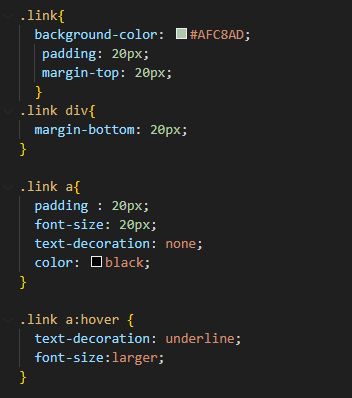 .link{
background-color: #AFC8AD;
padding: 20px;
margin-top: 20px;
}
.link div{
margin-bottom: 20px;
}
.link a{
padding : 20px;
font-size: 20px;
text-decoration: none;
color: black;
}
.link a:hover {
text-decoration: underline;
font-size:larger;
}